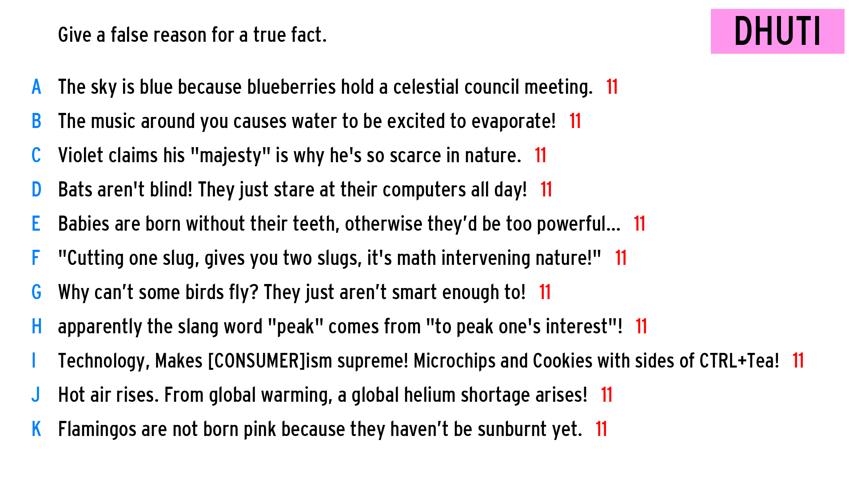 Give a false reason for a true fact.
DHUTI
A The sky is blue because blueberries hold a celestial council meeting. 11
B The music around you causes water to be excited to evaporate! 11
C Violet claims his "majesty" is why he's so scarce in nature. 11
D Bats aren't blind! They just stare at their computers all day! 11
E Babies are born without their teeth, otherwise they’d be too powerful... 11
F "Cutting one slug, gives you two slugs, it's math intervening nature!" 11
G Why can’t some birds fly? They just aren’t smart enough to! 11
H apparently the slang word "peak" comes from "to peak one's interest"! 11
I Technology, Makes [CONSUMER]ism supreme! Microchips and Cookies with sides of CTRL+Tea! 11
J Hot air rises. From global warming, a global helium shortage arises! 11
K Flamingos are not born pink because they haven’t be sunburnt yet. 11